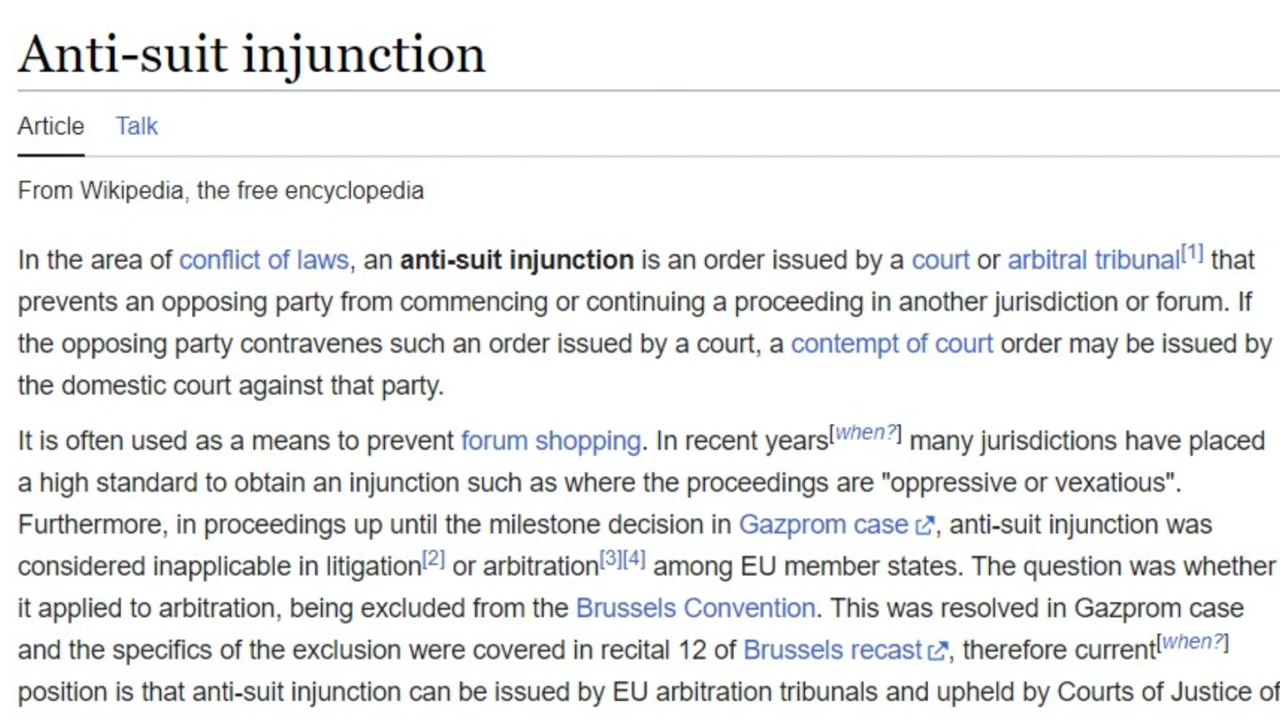 Anti-suit injunction
Article Talk
From Wikipedia, the free encyclopedia
In the area of conflict of laws, an anti-suit injunction is an order issued by a court or arbitral tribunal[1] that
prevents an opposing party from commencing or continuing a proceeding in another jurisdiction or forum. If
the opposing party contravenes such an order issued by a court, a contempt of court order may be issued by
the domestic court against that party.
It is often used as a means to prevent forum shopping. In recent years[when?] many jurisdictions have placed
a high standard to obtain an injunction such as where the proceedings are "oppressive or vexatious".
Furthermore, in proceedings up until the milestone decision in Gazprom case, anti-suit injunction was
considered inapplicable in litigation[2] or arbitration[3][4] among EU member states. The question was whether
it applied to arbitration, being excluded from the Brussels Convention. This was resolved in Gazprom case
and the specifics of the exclusion were covered in recital 12 of Brussels recast, therefore current[when?]
position is that anti-suit injunction can be issued by EU arbitration tribunals and upheld by Courts of Justice of